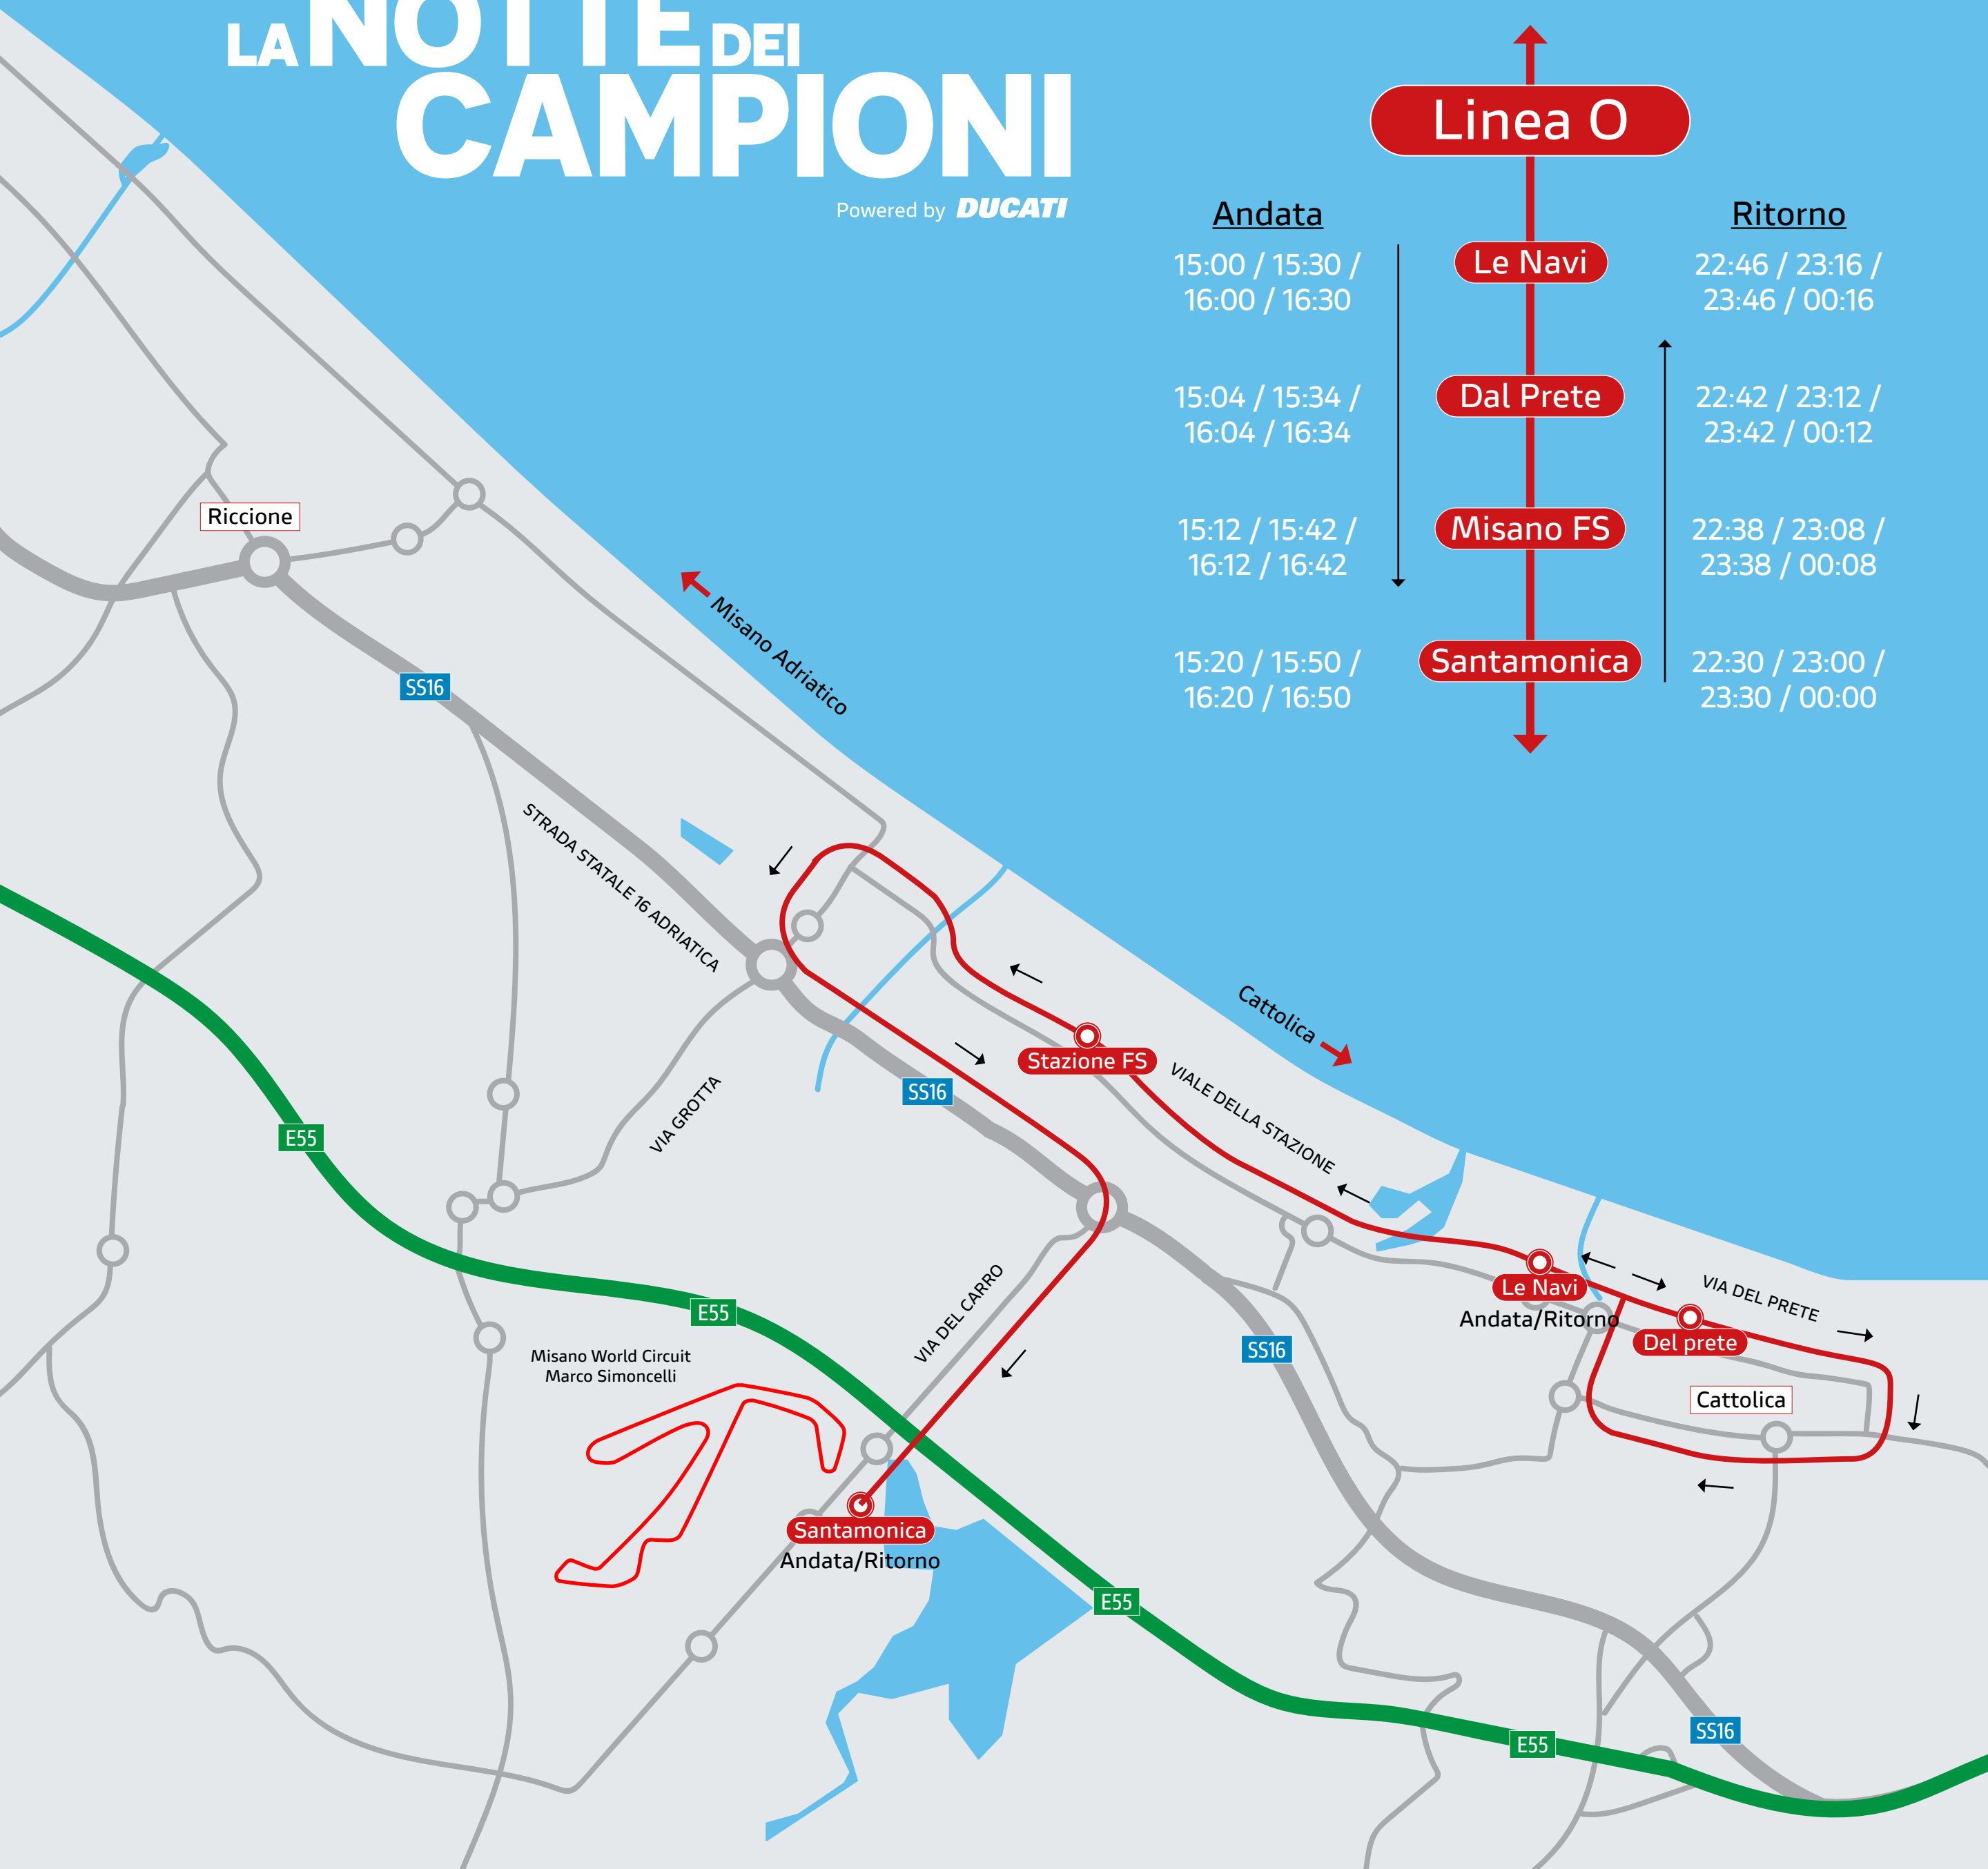 LA NOTTE DEI
CAMPIONI
Powered by DUCATI
Linea O
Andata
Ritorno
Le Navi
15:00 / 15:30 /
16:00 / 16:30
22:46 / 23:16 /
23:46 / 00:16
Dal Prete
15:04 / 15:34 /
16:04 / 16:34
22:42 / 23:12 /
23:42 / 00:12
Misano FS
15:12 / 15:42 /
16:12 / 16:42
22:38 / 23:08 /
23:38 / 00:08
Santamonica
15:20 / 15:50 /
16:20 / 16:50
22:30 / 23:00 /
23:30 / 00:00
Riccione
SS16
Misano Adriatico
STRADA STATALE 16 ADRIATICA
Cattolica
Stazione FS
SS16
VIALE DELLA STAZIONE
VIA GROTTA
E55
Le Navi
Andata/Ritorno
VIA DEL PRETE
Del prete
VIA DEL CARRO
E55
SS16
Misano World Circuit
Marco Simoncelli
Cattolica
Santamonica
Andata/Ritorno
E55
SS16
E55